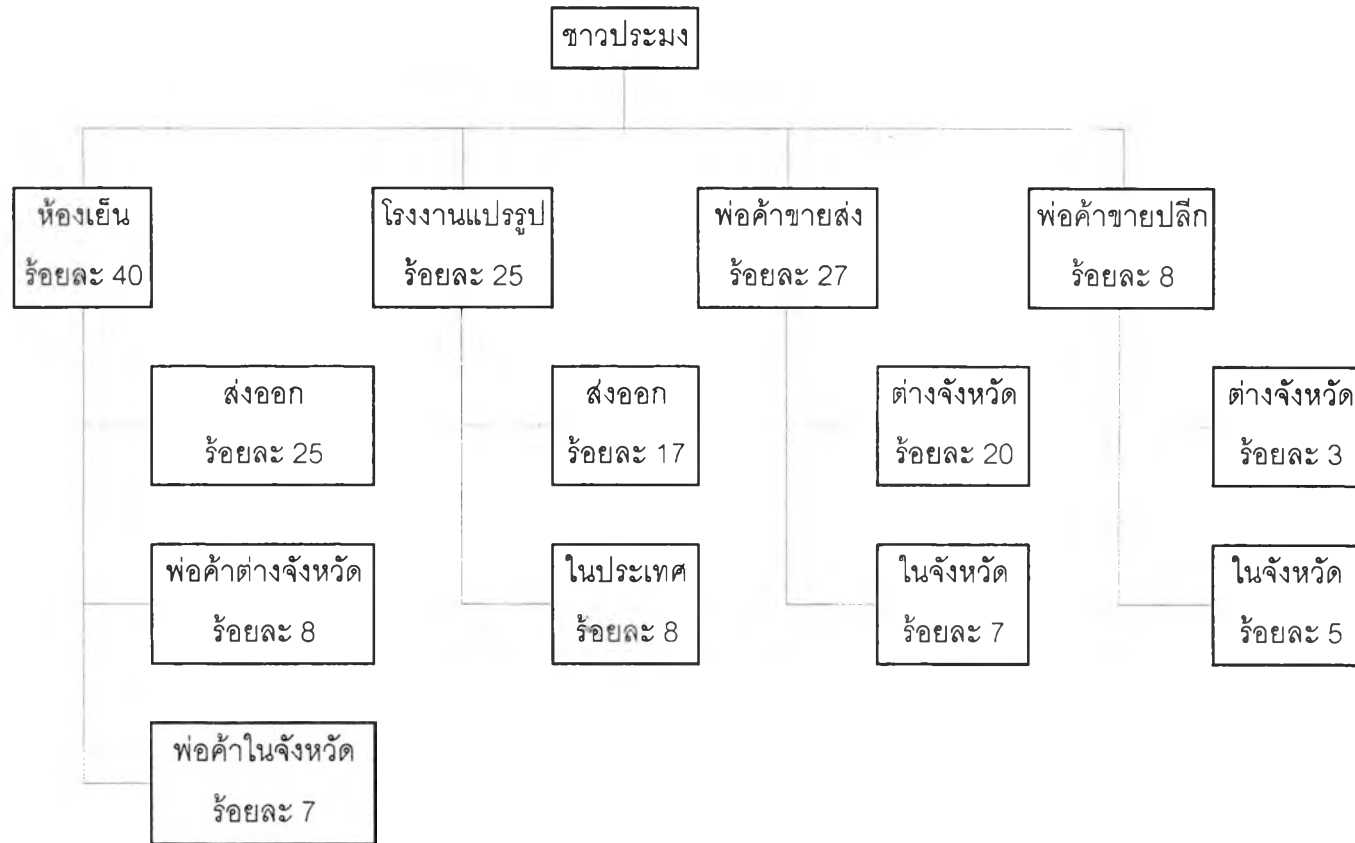 ชาวประมง
ห้องเย็น
ร้อยละ 40
โรงงานแปรรูป
ร้อยละ 25
พ่อค้าขายส่ง
ร้อยละ 27
พ่อค้าขายปลีก
ร้อยละ 8
ส่งออก
ร้อยละ 25
ส่งออก
ร้อยละ 17
ต่างจังหวัด
ร้อยละ 20
ต่างจังหวัด
ร้อยละ 3
พ่อค้าต่างจังหวัด
ร้อยละ 8
ในประเทศ
ร้อยละ 8
ในจังหวัด
ร้อยละ 7
ในจังหวัด
ร้อยละ 5
พ่อค้าในจังหวัด
ร้อยละ 7